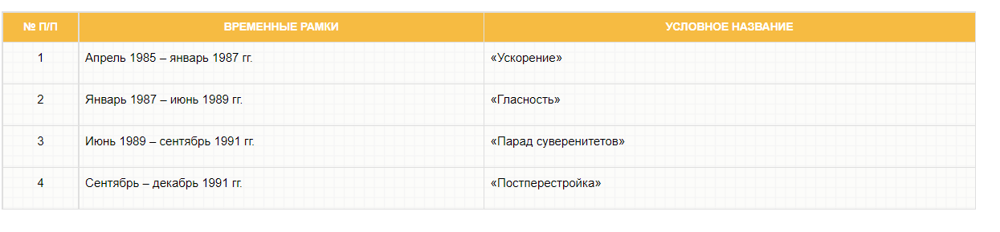 № П/П ВРЕМЕННЫЕ РАМКИ УСЛОВНОЕ НАЗВАНИЕ
1 Апрель 1985 – январь 1987 гг. «Ускорение»
2 Январь 1987 – июнь 1989 гг. «Гласность»
3 Июнь 1989 – сентябрь 1991 гг. «Парад суверенитетов»
4 Сентябрь – декабрь 1991 гг. «Постперестройка»